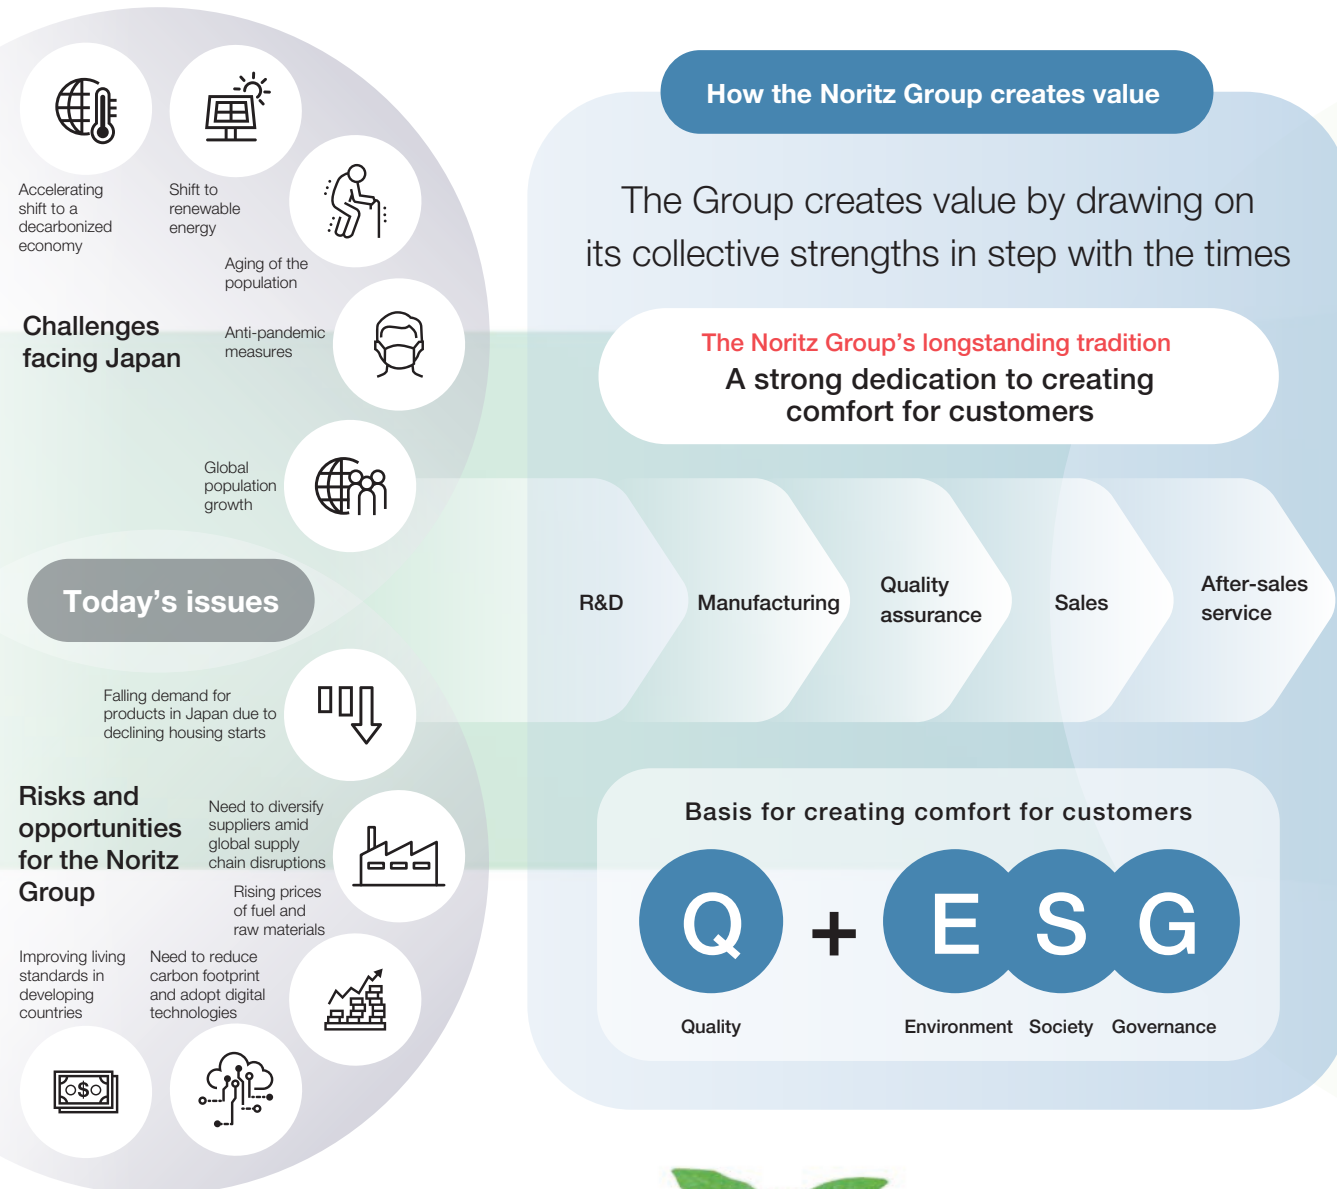 Accelerating
shift to a
decarbonized
economy
Shift to
renewable
energy
Aging of the
population
Challenges
facing Japan
Anti-pandemic
measures
Global
population
growth
Today's issues
Falling demand for
products in Japan due to
declining housing starts
Risks and
opportunities
for the Noritz
Group
Need to diversify
suppliers amid
global supply
chain disruptions
Rising prices
of fuel and
raw materials
Improving living
standards in
developing
countries
Need to reduce
carbon footprint
and adopt digital
technologies
$
How the Noritz Group creates value
The Group creates value by drawing on
its collective strengths in step with the times
The Noritz Group's longstanding tradition
A strong dedication to creating
comfort for customers
R&D
Manufacturing
Quality
assurance
Sales
After-sales
service
Basis for creating comfort for customers
Q + E S G
Quality
Environment Society Governance